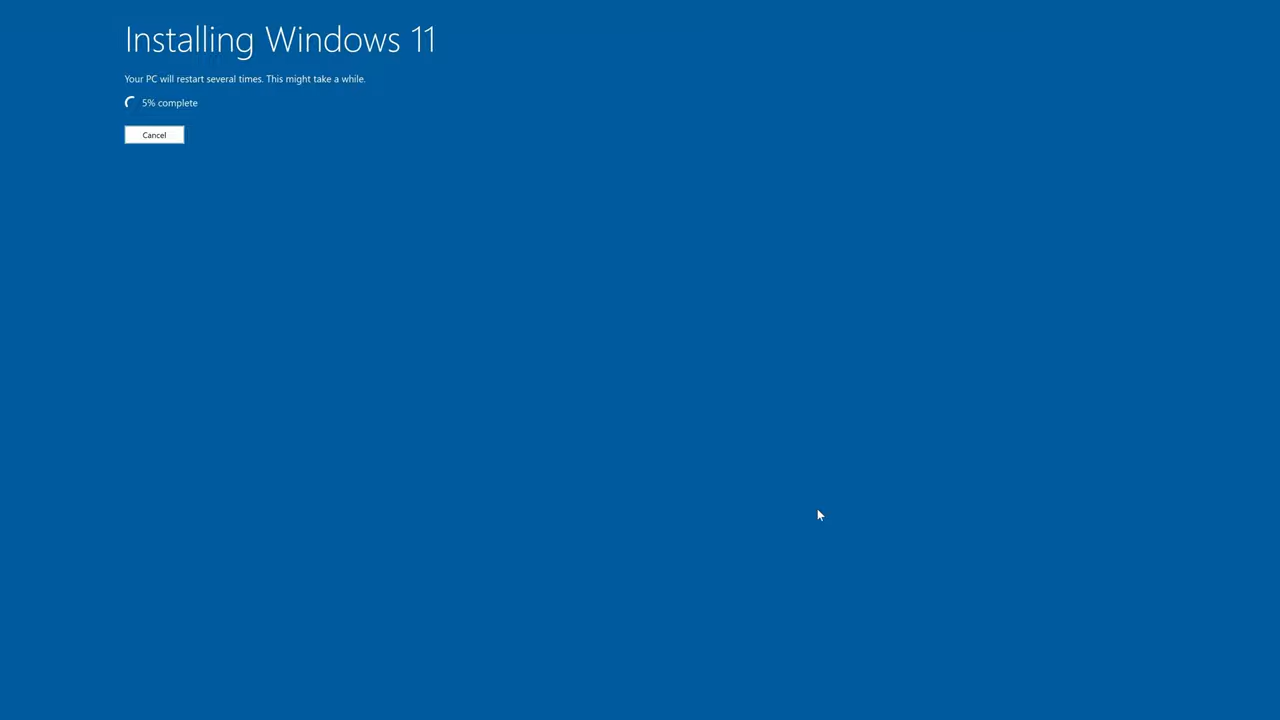 Installing Windows 11
Your PC will restart several times. This might take a while.
5% complete
Cancel